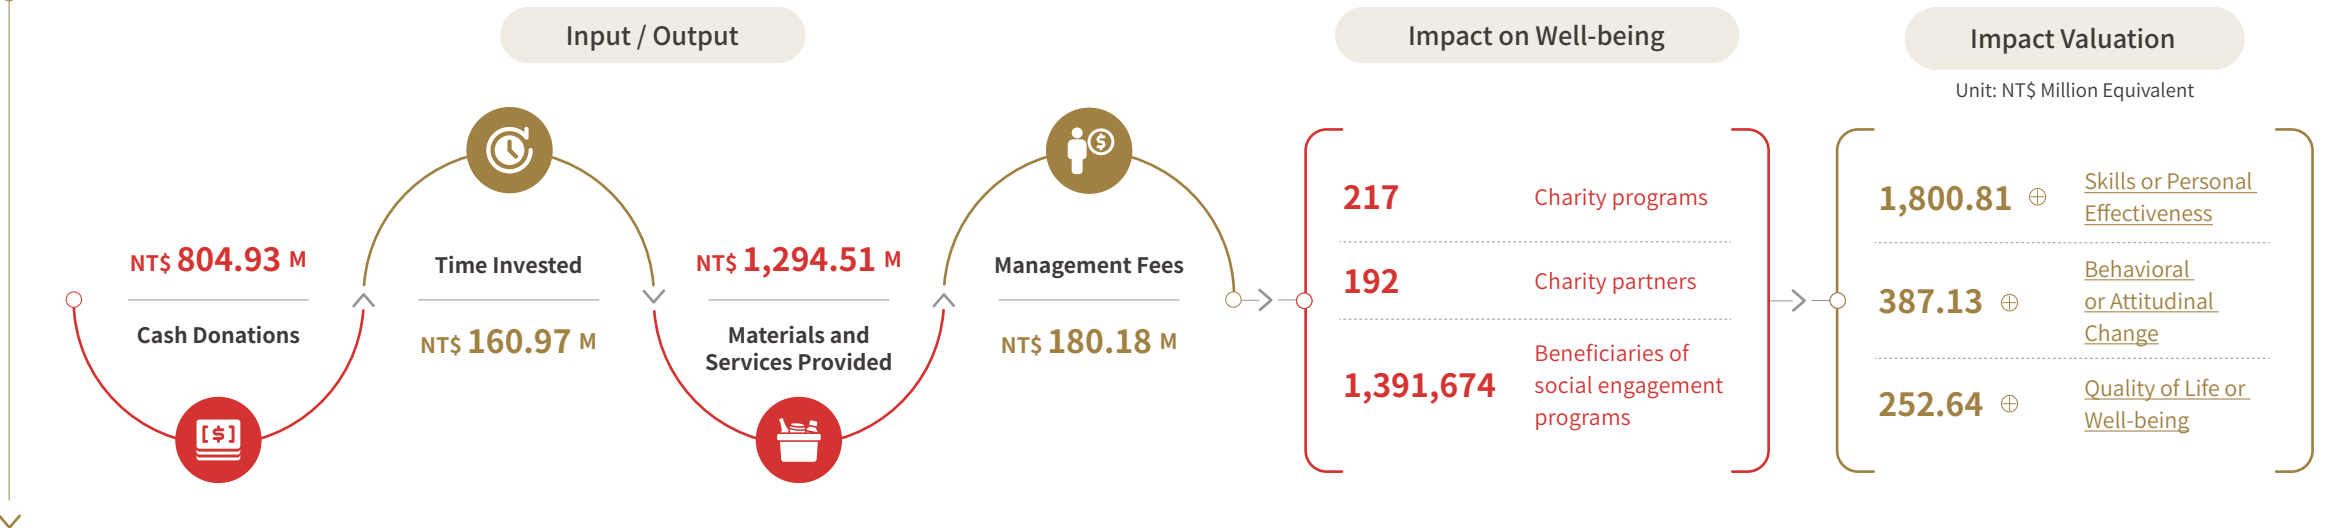 Input / Output
NT$ 804.93 M
Cash Donations
[$]
Time Invested
NT$ 160.97 M
NT$ 1,294.51 M
Materials and
Services Provided
$
Management Fees
NT$ 180.18 M
Impact on Well-being
217 Charity programs
192 Charity partners
1,391,674
Beneficiaries of
social engagement
programs
Impact Valuation
Unit: NT$ Million Equivalent
1,800.81 ⊕
Skills or Personal
Effectiveness
387.13 ⊕
Behavioral
or Attitudinal
Change
252.64 ⊕
Quality of Life or
Well-being